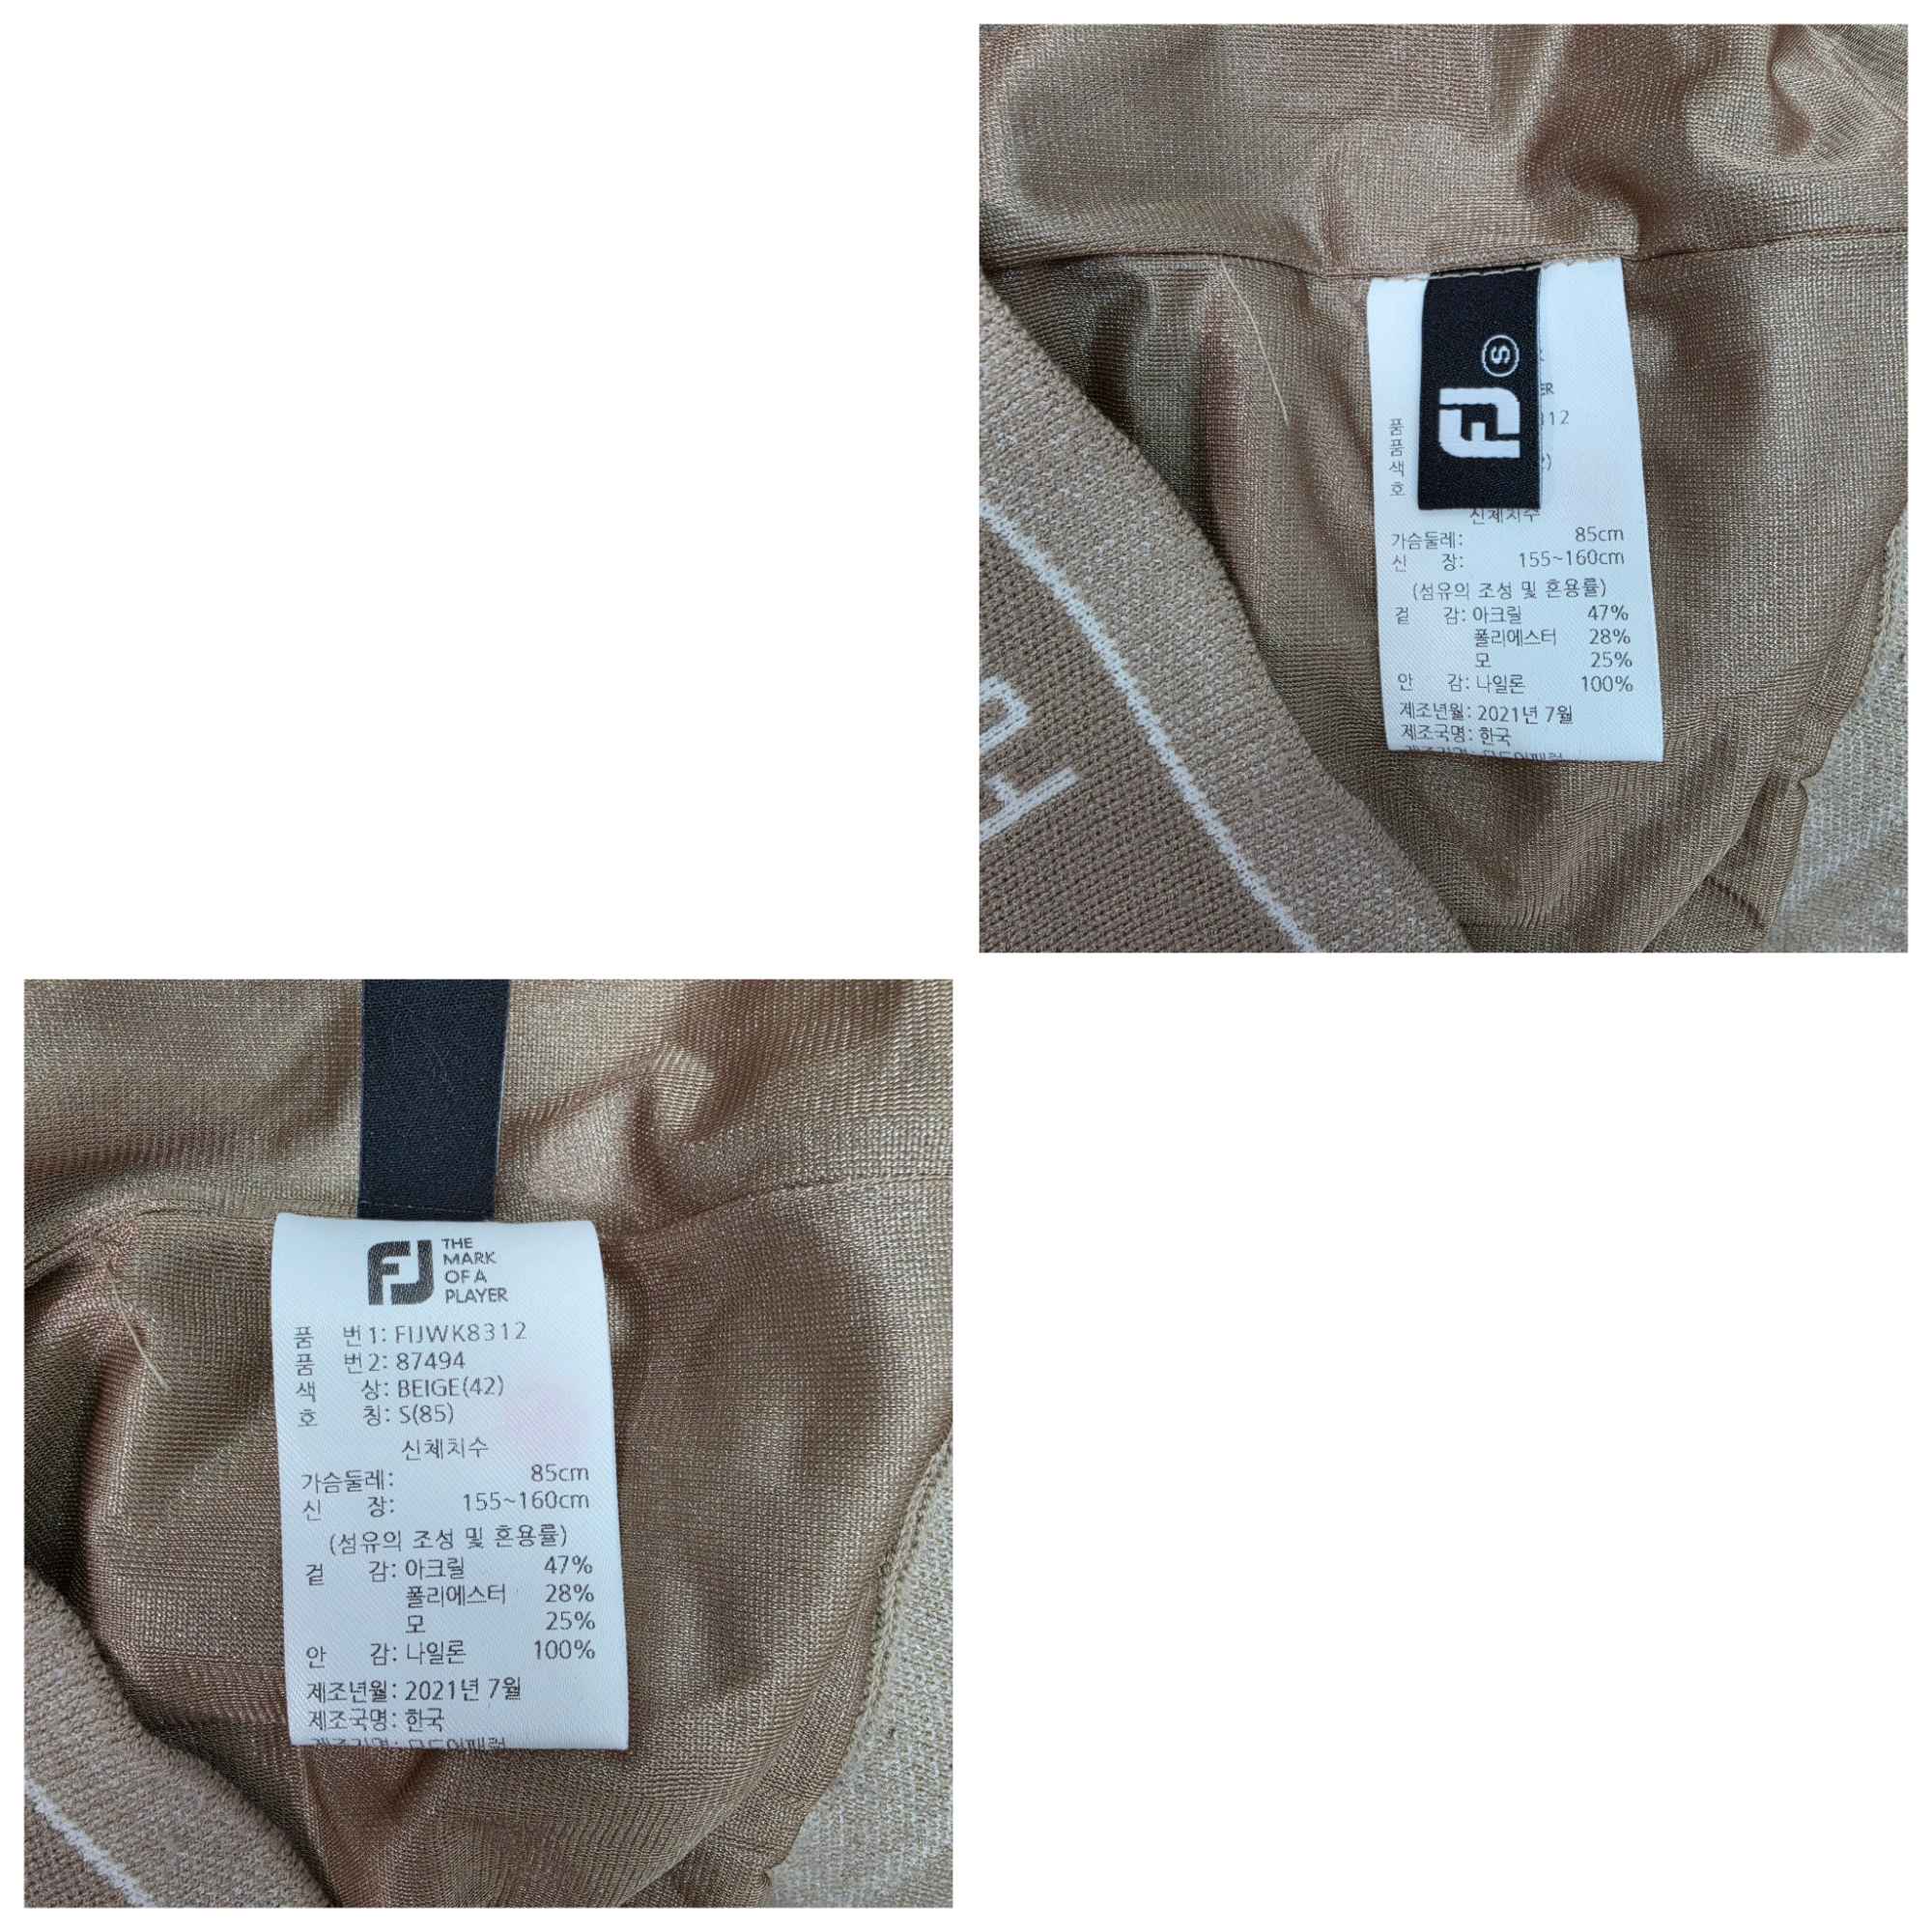 FJ S
ER
312
품
품
색
호
신체치수
가슴둘레: 85cm
신 장: 155~160cm
(섬유의 조성 및 혼용률)
겉 감: 아크릴 47%
폴리에스터 28%
모 25%
안 감: 나일론 100%
제조년월: 2021년 7월
제조국명: 한국
FJ THE
MARK
OF A
PLAYER
품 번1: FIJWK8312
품 번2: 87494
색 상: BEIGE(42)
호 칭: S(85)
신체치수
가슴둘레: 85cm
신 장: 155~160cm
(섬유의 조성 및 혼용률)
겉 감: 아크릴 47%
폴리에스터 28%
모 25%
안 감: 나일론 100%
제조년월: 2021년 7월
제조국명: 한국